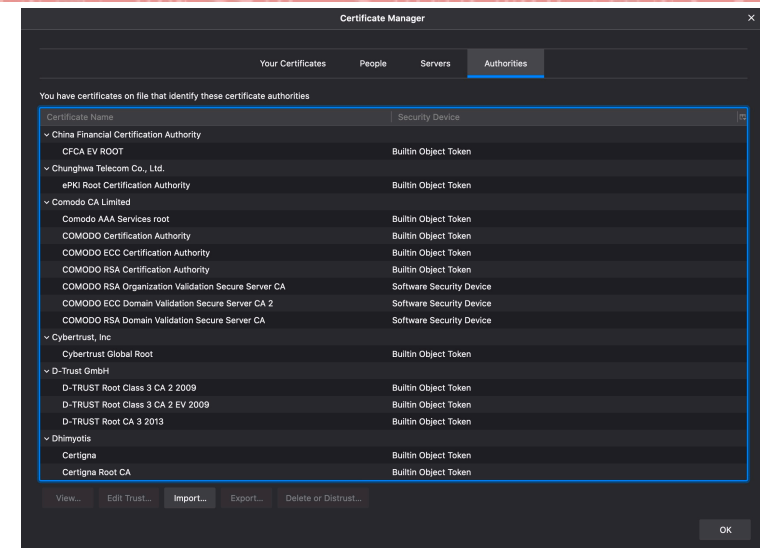 Certificate Manager
Your Certificates People Servers Authorities
You have certificates on file that identify these certificate authorities
Certificate Name Security Device
China Financial Certification Authority
CFCA EV ROOT Builtin Object Token
Chunghwa Telecom Co., Ltd.
ePKI Root Certification Authority Builtin Object Token
Comodo CA Limited
Comodo AAA Services root Builtin Object Token
COMODO Certification Authority Builtin Object Token
COMODO ECC Certification Authority Builtin Object Token
COMODO RSA Certification Authority Builtin Object Token
COMODO RSA Organization Validation Secure Server CA Software Security Device
COMODO ECC Domain Validation Secure Server CA 2 Software Security Device
COMODO RSA Domain Validation Secure Server CA Software Security Device
Cybertrust, Inc
Cybertrust Global Root Builtin Object Token
D-Trust GmbH
D-TRUST Root Class 3 CA 2 2009 Builtin Object Token
D-TRUST Root Class 3 CA 2 EV 2009 Builtin Object Token
D-TRUST Root CA 3 2013 Builtin Object Token
Dhimyotis
Certigna Builtin Object Token
Certigna Root CA Builtin Object Token
View... Edit Trust... Import... Export... Delete or Distrust...
OK